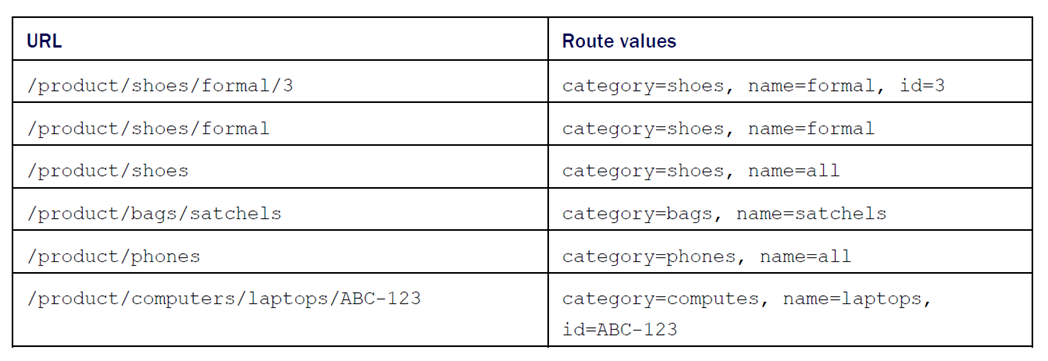 URL Route values
/product/shoes/formal/3 category=shoes, name=formal, id=3
/product/shoes/formal category=shoes, name=formal
/product/shoes category=shoes, name=all
/product/bags/satchels category=bags, name=satchels
/product/phones category=phones, name=all
/product/computers/laptops/ABC-123 category=computes, name=laptops,
id=ABC-123